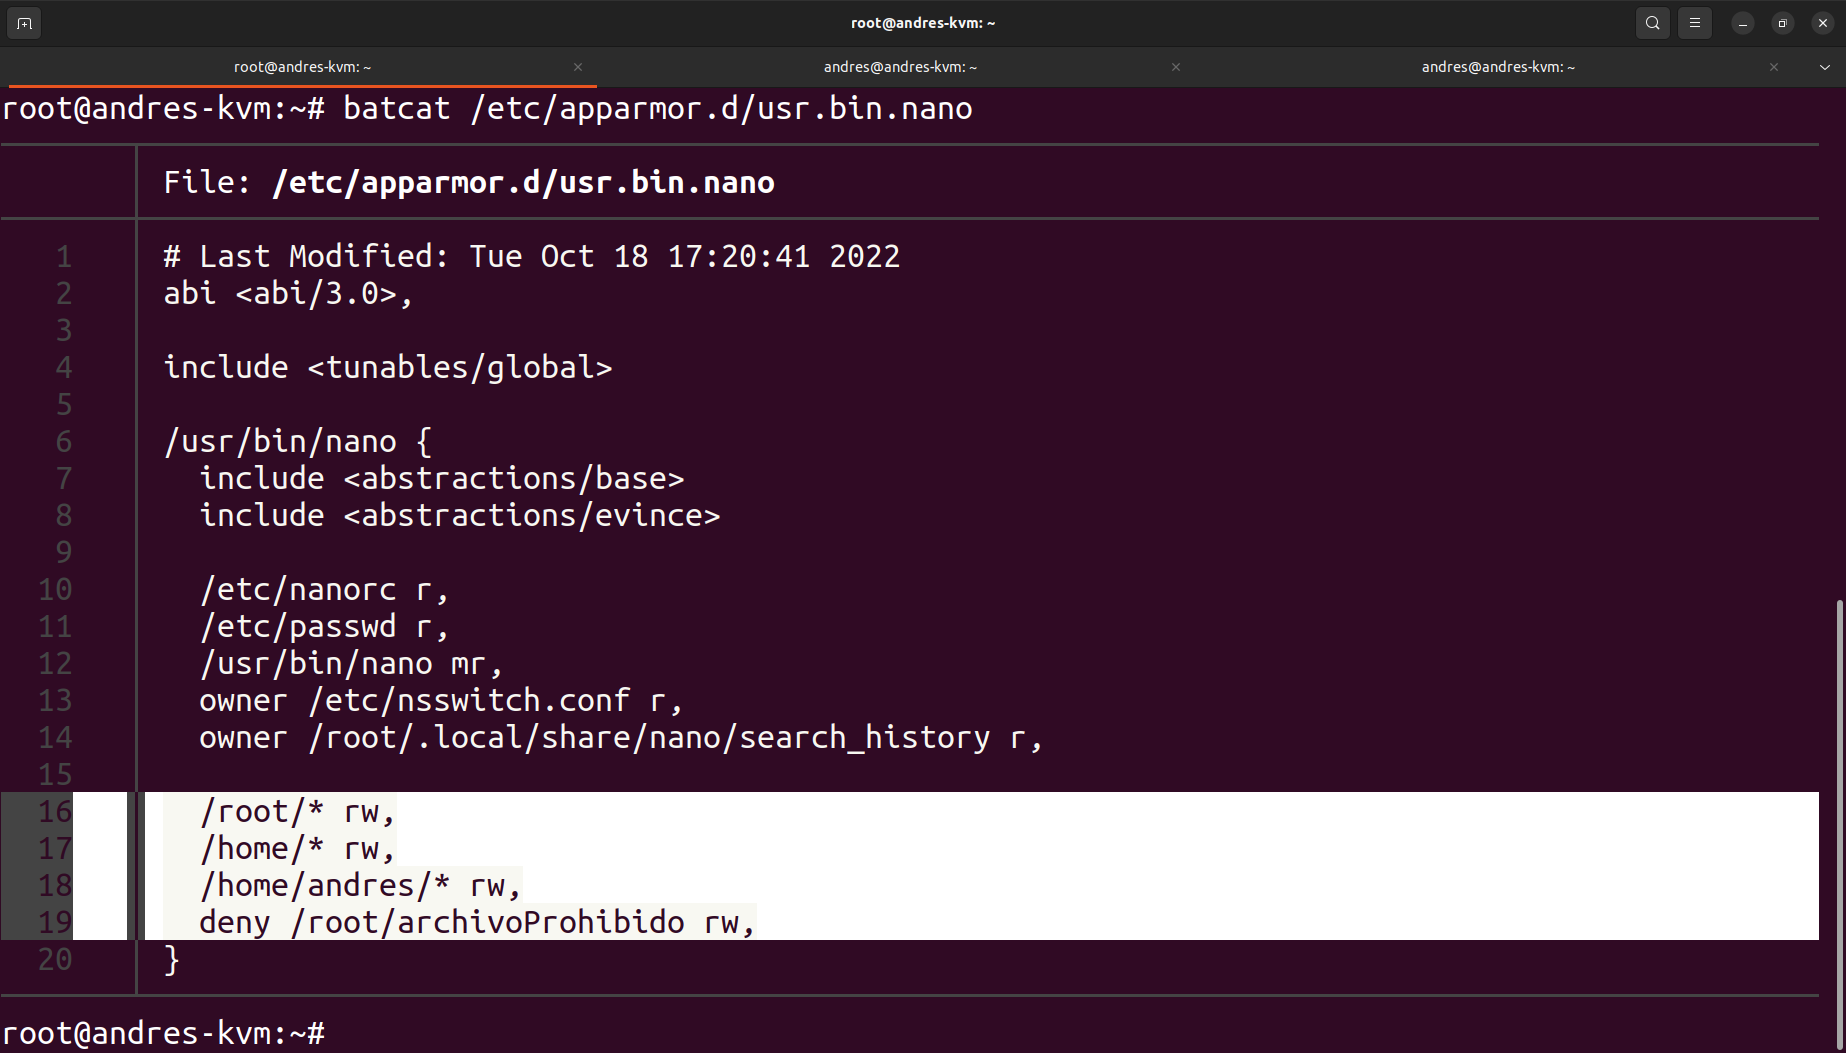 root@andres-kvm: ~
root@andres-kvm: ~
andres@andres-kvm: ~
andres@andres-kvm: ~
root@andres-kvm:~# batcat /etc/apparmor.d/usr.bin.nano
File: /etc/apparmor.d/usr.bin.nano
1 # Last Modified: Tue Oct 18 17:20:41 2022
2 abi <abi/3.0>,
3
4 include <tunables/global>
5
6 /usr/bin/nano {
7   include <abstractions/base>
8   include <abstractions/evince>
9
10   /etc/nanorc r,
11   /etc/passwd r,
12   /usr/bin/nano mr,
13   owner /etc/nsswitch.conf r,
14   owner /root/.local/share/nano/search_history r,
15
16   /root/* rw,
17   /home/* rw,
18   /home/andres/* rw,
19   deny /root/archivoProhibido rw,
20 }
root@andres-kvm:~#